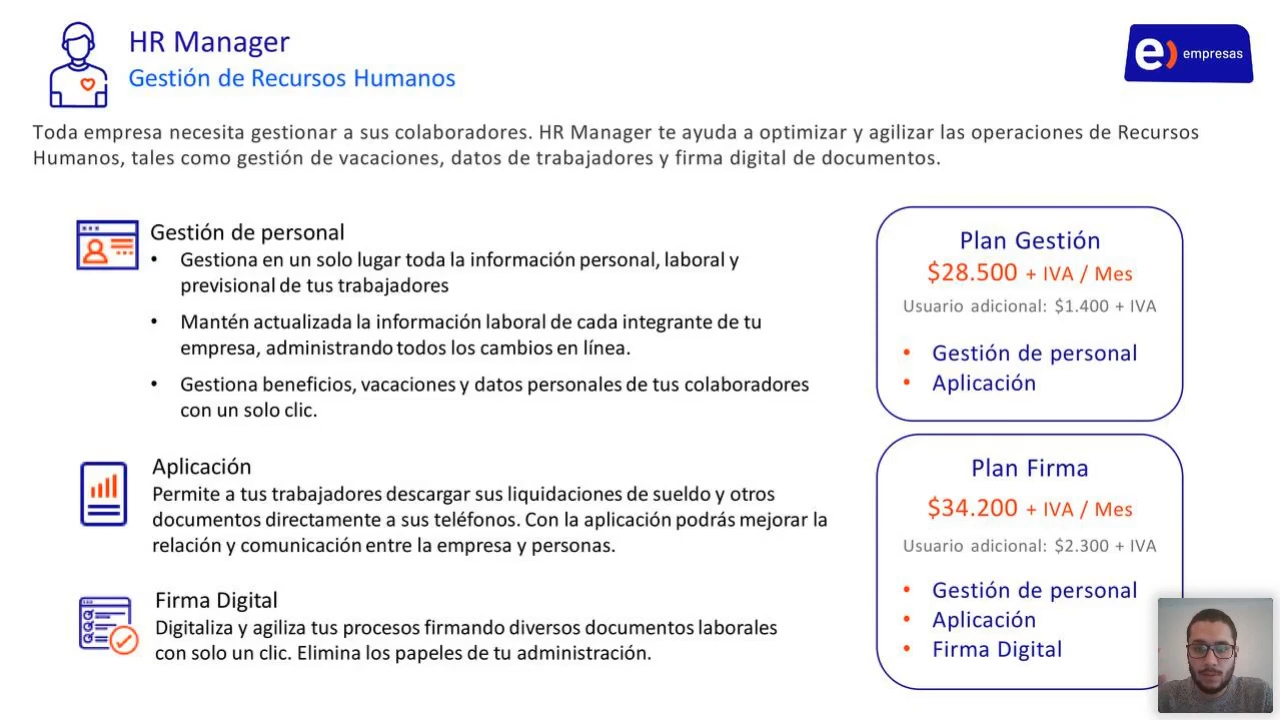 HR Manager
Gestión de Recursos Humanos
e) empresas
Toda empresa necesita gestionar a sus colaboradores. HR Manager te ayuda a optimizar y agilizar las operaciones de Recursos
Humanos, tales como gestión de vacaciones, datos de trabajadores y firma digital de documentos.
Gestión de personal
• Gestiona en un solo lugar toda la información personal, laboral y
previsional de tus trabajadores
• Mantén actualizada la información laboral de cada integrante de tu
empresa, administrando todos los cambios en línea.
• Gestiona beneficios, vacaciones y datos personales de tus colaboradores
con un solo clic.
Aplicación
Permite a tus trabajadores descargar sus liquidaciones de sueldo y otros
documentos directamente a sus teléfonos. Con la aplicación podrás mejorar la
relación y comunicación entre la empresa y personas.
Firma Digital
Digitaliza y agiliza tus procesos firmando diversos documentos laborales
con solo un clic. Elimina los papeles de tu administración.
Plan Gestión
$28.500 + IVA / Mes
Usuario adicional: $1.400 + IVA
• Gestión de personal
• Aplicación
Plan Firma
$34.200 + IVA / Mes
Usuario adicional: $2.300 + IVA
• Gestión de personal
• Aplicación
• Firma Digital